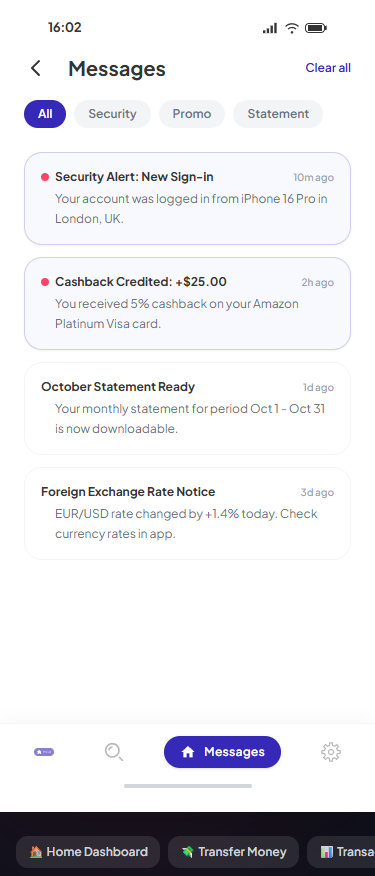 16:02
Messages
Clear all
All
Security
Promo
Statement
Security Alert: New Sign-in
10m ago
Your account was logged in from iPhone 16 Pro in
London, UK.
Cashback Credited: +$25.00
2h ago
You received 5% cashback on your Amazon
Platinum Visa card.
October Statement Ready
1d ago
Your monthly statement for period Oct 1 - Oct 31
is now downloadable.
Foreign Exchange Rate Notice
3d ago
EUR/USD rate changed by +1.4% today. Check
currency rates in app.
Messages
🏠 Home Dashboard
💸 Transfer Money
📊 Transa